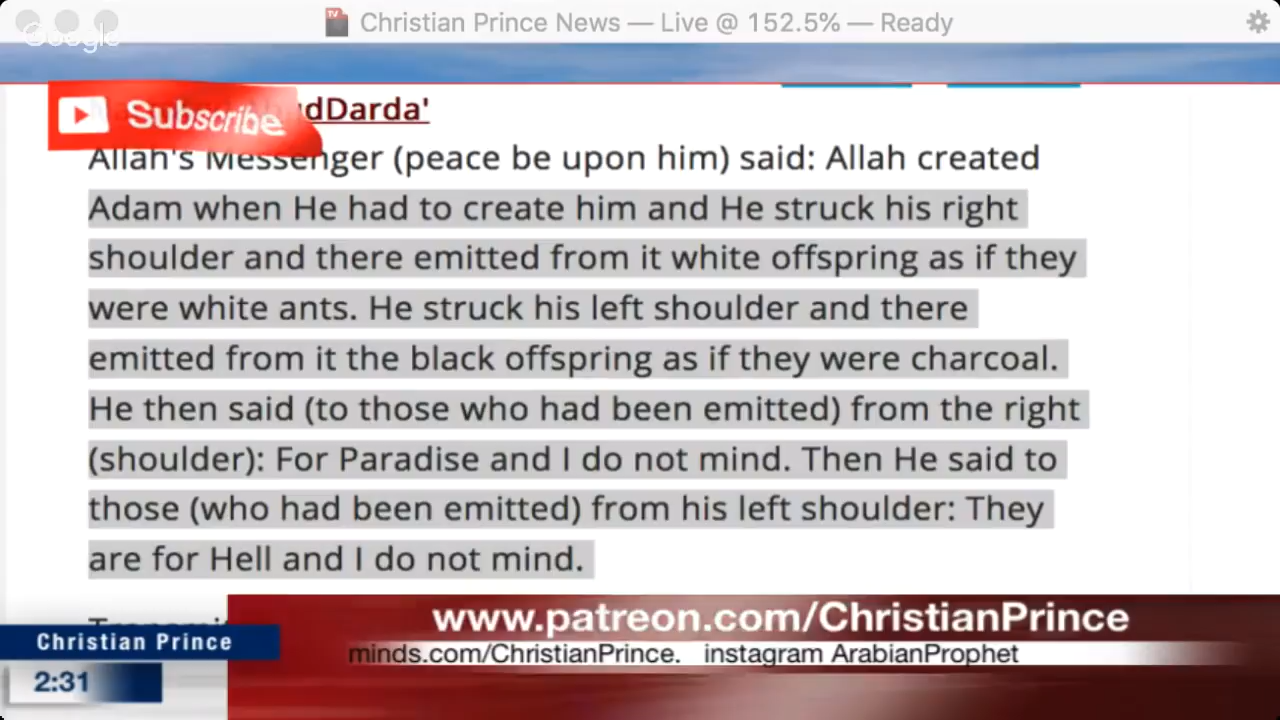 Christian Prince News — Live @ 152.5% — Ready
Google
Subscribe
dDarda'
Allah's Messenger (peace be upon him) said: Allah created
Adam when He had to create him and He struck his right
shoulder and there emitted from it white offspring as if they
were white ants. He struck his left shoulder and there
emitted from it the black offspring as if they were charcoal.
He then said (to those who had been emitted) from the right
(shoulder): For Paradise and I do not mind. Then He said to
those (who had been emitted) from his left shoulder: They
are for Hell and I do not mind.
www.patreon.com/ChristianPrince
Christian Prince
minds.com/ChristianPrince. instagram ArabianProphet
2:31